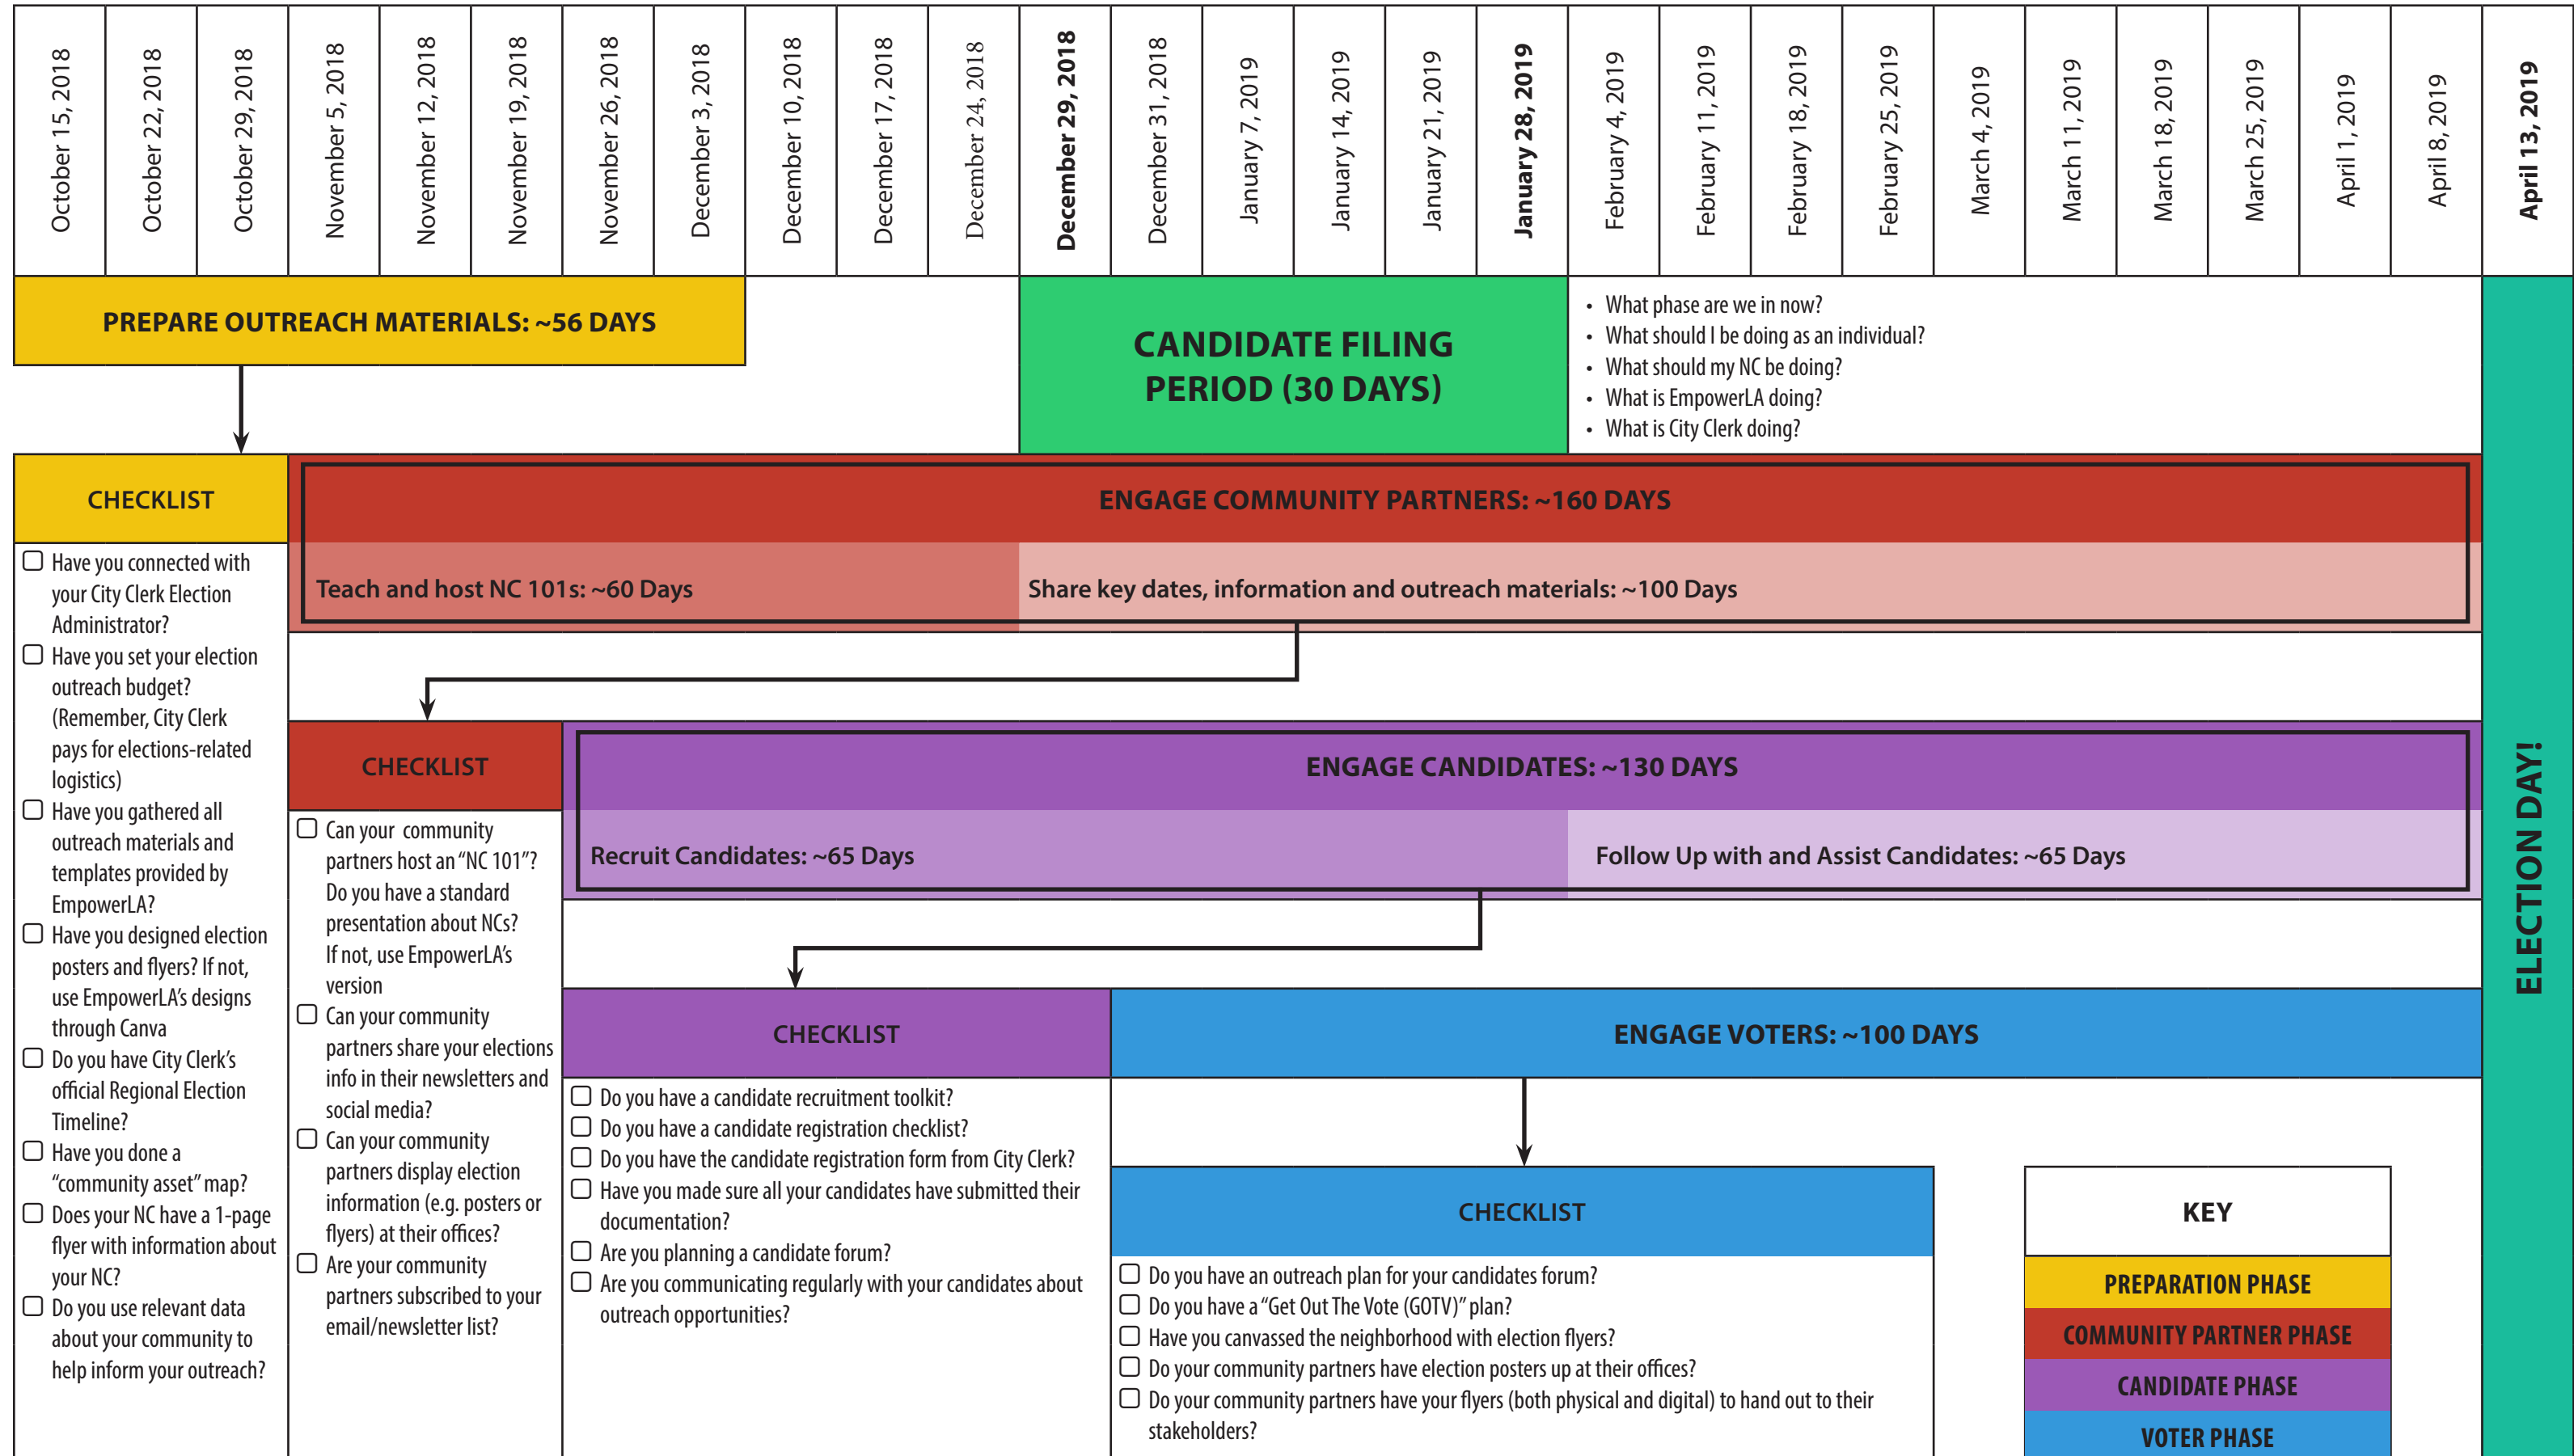 October 15, 2018
October 22, 2018
October 29, 2018
November 5, 2018
November 12, 2018
November 19, 2018
November 26, 2018
December 3, 2018
December 10, 2018
December 17, 2018
December 24, 2018
December 29, 2018
December 31, 2018
January 7, 2019
January 14, 2019
January 21, 2019
January 28, 2019
February 4, 2019
February 11, 2019
February 18, 2019
February 25, 2019
March 4, 2019
March 11, 2019
March 18, 2019
March 25, 2019
April 1, 2019
April 8, 2019
April 13, 2019
PREPARE OUTREACH MATERIALS: ~56 DAYS
CANDIDATE FILING
PERIOD (30 DAYS)
• What phase are we in now?
• What should I be doing as an individual?
• What should my NC be doing?
• What is EmpowerLA doing?
• What is City Clerk doing?
ELECTION DAY!
CHECKLIST
Have you connected with
your City Clerk Election
Administrator?
Have you set your election
outreach budget?
(Remember, City Clerk
pays for elections-related
logistics)
Have you gathered all
outreach materials and
templates provided by
EmpowerLA?
Have you designed election
posters and flyers? If not,
use EmpowerLA's designs
through Canva
Do you have City Clerk's
official Regional Election
Timeline?
Have you done a
"community asset" map?
Does your NC have a 1-page
flyer with information about
your NC?
Do you use relevant data
about your community to
help inform your outreach?
ENGAGE COMMUNITY PARTNERS: ~160 DAYS
Teach and host NC 101s: ~60 Days
Share key dates, information and outreach materials: ~100 Days
CHECKLIST
Can your  community
partners host an "NC 101"?
Do you have a standard
presentation about NCs?
If not, use EmpowerLA's
version
Can your community
partners share your elections
info in their newsletters and
social media?
Can your community
partners display election
information (e.g. posters or
flyers) at their offices?
Are your community
partners subscribed to your
email/newsletter list?
ENGAGE CANDIDATES: ~130 DAYS
Recruit Candidates: ~65 Days
Follow Up with and Assist Candidates: ~65 Days
CHECKLIST
Do you have a candidate recruitment toolkit?
Do you have a candidate registration checklist?
Do you have the candidate registration form from City Clerk?
Have you made sure all your candidates have submitted their
documentation?
Are you planning a candidate forum?
Are you communicating regularly with your candidates about
outreach opportunities?
ENGAGE VOTERS: ~100 DAYS
CHECKLIST
Do you have an outreach plan for your candidates forum?
Do you have a "Get Out The Vote (GOTV)" plan?
Have you canvassed the neighborhood with election flyers?
Do your community partners have election posters up at their offices?
Do your community partners have your flyers (both physical and digital) to hand out to their
stakeholders?
KEY
PREPARATION PHASE
COMMUNITY PARTNER PHASE
CANDIDATE PHASE
VOTER PHASE